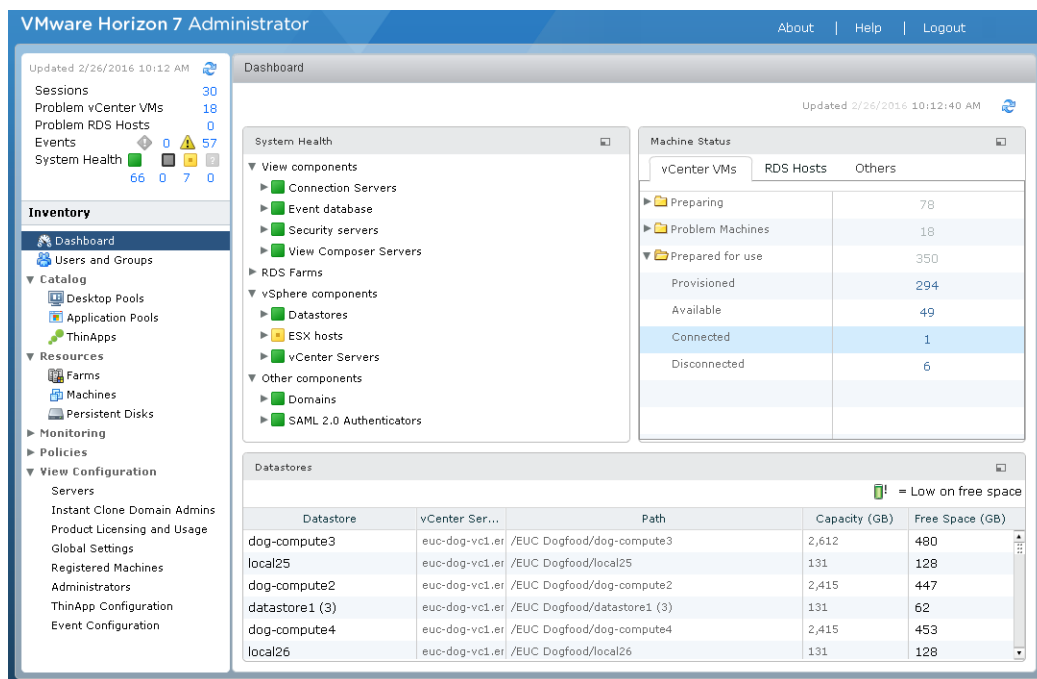 VMware Horizon 7 Administrator
About | Help | Logout
Updated 2/26/2016 10:12 AM
Sessions 30
Problem vCenter VMs 18
Problem RDS Hosts 0
Events 0 57
System Health ?
66 0 7 0
Inventory
Dashboard
Users and Groups
Catalog
Desktop Pools
Application Pools
ThinApps
Resources
Farms
Machines
Persistent Disks
Monitoring
Policies
View Configuration
Servers
Instant Clone Domain Admins
Product Licensing and Usage
Global Settings
Registered Machines
Administrators
ThinApp Configuration
Event Configuration
Dashboard
Updated 2/26/2016 10:12:40 AM
System Health
View components
Connection Servers
Event database
Security servers
View Composer Servers
RDS Farms
vSphere components
Datastores
ESX hosts
vCenter Servers
Other components
Domains
SAML 2.0 Authenticators
Machine Status
vCenter VMs RDS Hosts Others
Preparing 78
Problem Machines 18
Prepared for use 350
Provisioned 294
Available 49
Connected 1
Disconnected 6
Datastores
! = Low on free space
Datastore vCenter Ser... Path Capacity (GB) Free Space (GB)
dog-compute3 euc-dog-vc1.er /EUC Dogfood/dog-compute3 2,612 480
local25 euc-dog-vc1.er /EUC Dogfood/local25 131 128
dog-compute2 euc-dog-vc1.er /EUC Dogfood/dog-compute2 2,415 447
datastore1 (3) euc-dog-vc1.er /EUC Dogfood/datastore1 (3) 131 62
dog-compute4 euc-dog-vc1.er /EUC Dogfood/dog-compute4 2,415 453
local26 euc-dog-vc1.er /EUC Dogfood/local26 131 128